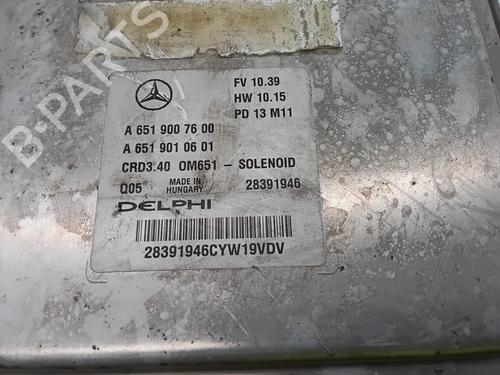 B-PARTS
FV 10.39
HW 10.15
PD 13 M11
A 651 900 76 00
A 651 901 06 01
CRD3.40 OM651 – SOLENOID
Q05 MADE IN HUNGARY 28391946
DELPHI
28391946CYW19VDV